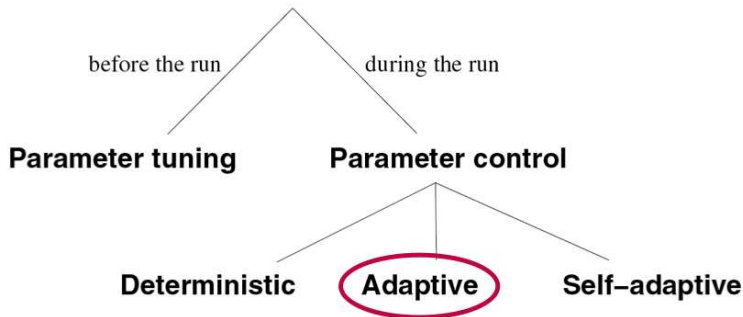 before the run
during the run
Parameter tuning
Parameter control
Deterministic
Adaptive
Self-adaptive